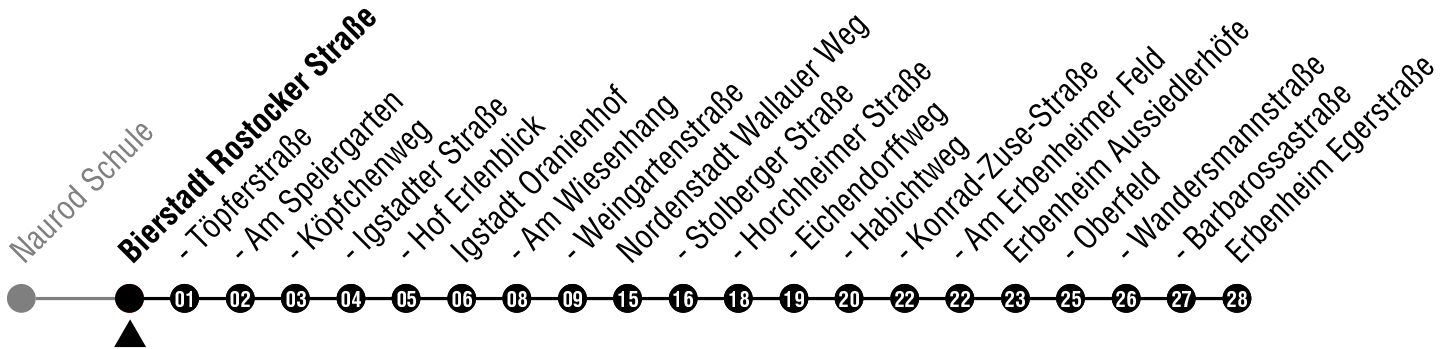 Naurod Schule
Bierstadt Rostocker Straße
- Töpferstraße
- Am Speiergarten
- Köpfchenweg
- Igstadter Straße
- Hof Erlenblick
Igstadt Oranienhof
- Am Wiesenhang
- Weingartenstraße
Nordenstadt Wallauer Weg
- Stolberger Straße
- Horchheimer Straße
- Eichendorffweg
- Habichtweg
- Konrad-Zuse-Straße
- Am Erbenheimer Feld
Erbenheim Aussiedlerhöfe
- Oberfeld
- Wandersmannstraße
- Barbarossastraße
Erbenheim Egerstraße
01 02 03 04 05 06 08 09 15 16 18 19 20 22 22 23 25 26 27 28